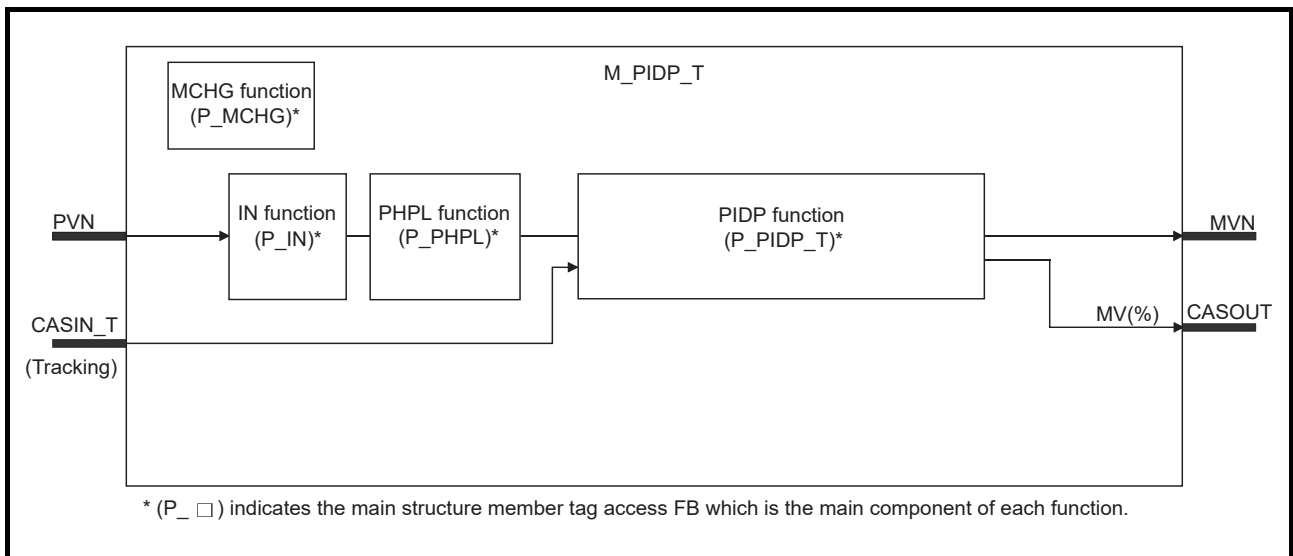 M_PIDP_T
MCHG function
(P_MCHG)*
PVN
IN function
(P_IN)*
PHPL function
(P_PHPL)*
PIDP function
(P_PIDP_T)*
MVN
CASIN_T
(Tracking)
MV(%)
CASOUT
* (P_ □ ) indicates the main structure member tag access FB which is the main component of each function.